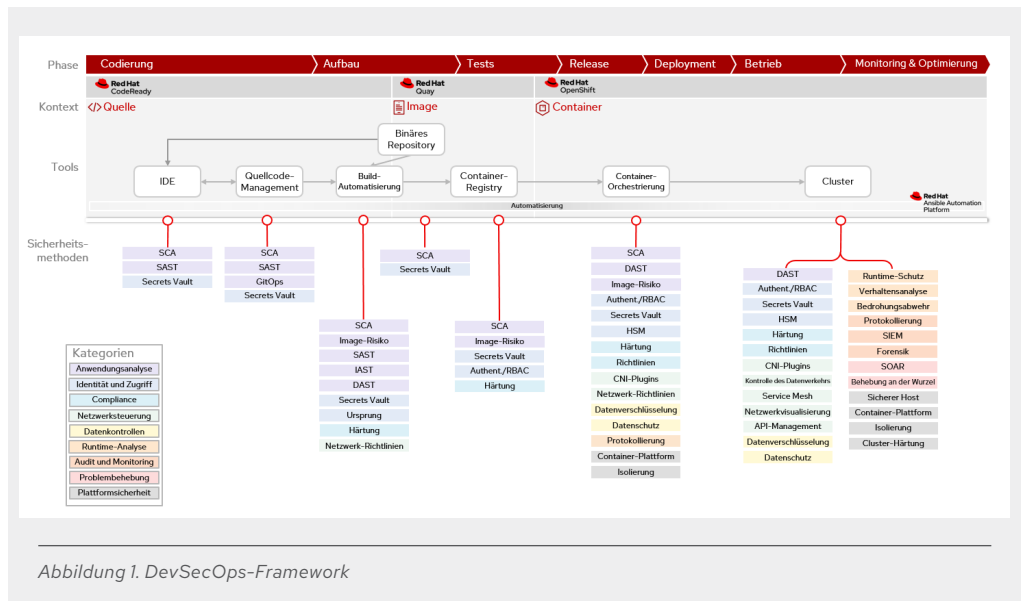 Phase
Codierung
Aufbau
Tests
Release
Deployment
Betrieb
Monitoring & Optimierung
Red Hat
CodeReady
Red Hat
Quay
Red Hat
OpenShift
Kontext
</> Quelle
Image
Container
Tools
Binäres
Repository
IDE
Quellcode-
Management
Build-
Automatisierung
Container-
Registry
Container-
Orchestrierung
Cluster
Automatisierung
Red Hat
Ansible Automation
Platform
Sicherheits-
methoden
SCA
SAST
Secrets Vault
SCA
SAST
GitOps
Secrets Vault
SCA
Image-Risiko
SAST
IAST
DAST
Secrets Vault
Ursprung
Härtung
Netzwerk-Richtlinien
SCA
Secrets Vault
SCA
Image-Risiko
Secrets Vault
Authent./RBAC
Härtung
SCA
DAST
Image-Risiko
Authent./RBAC
Secrets Vault
HSM
Härtung
Richtlinien
CNI-Plugins
Netzwerk-Richtlinien
Datenverschlüsselung
Datenschutz
Protokollierung
Container-Plattform
Isolierung
DAST
Authent./RBAC
Secrets Vault
HSM
Härtung
Richtlinien
CNI-Plugins
Kontrolle des Datenverkehrs
Service Mesh
Netzwerkvisualisierung
API-Management
Datenverschlüsselung
Datenschutz
Runtime-Schutz
Verhaltensanalyse
Bedrohungsabwehr
Protokollierung
SIEM
Forensik
SOAR
Behebung an der Wurzel
Sicherer Host
Container-Plattform
Isolierung
Cluster-Härtung
Kategorien
Anwendungsanalyse
Identität und Zugriff
Compliance
Netzwerksteuerung
Datenkontrollen
Runtime-Analyse
Audit und Monitoring
Problembehebung
Plattformsicherheit
Abbildung 1. DevSecOps-Framework